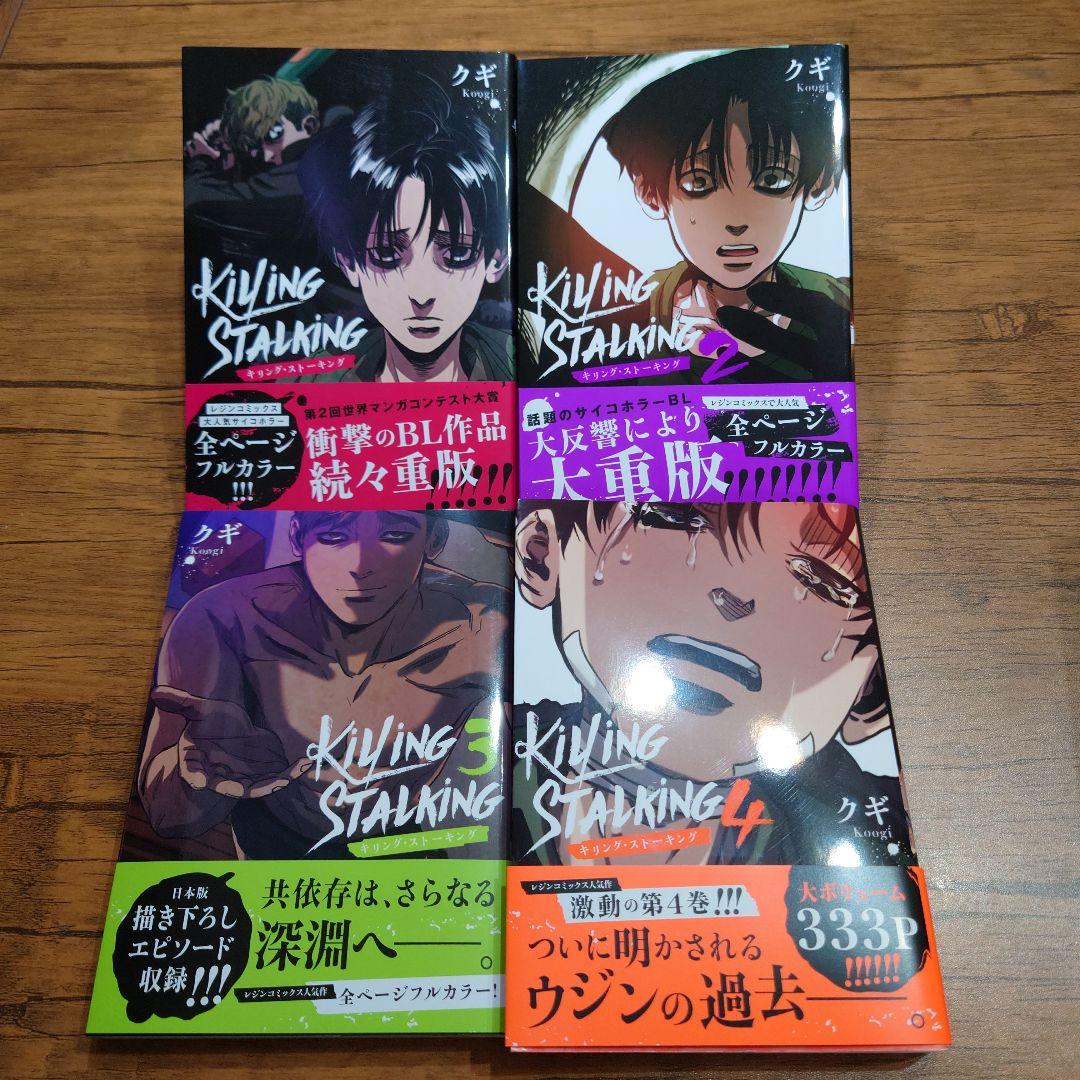 クギ
Koogi
KILLING
STALKING
キリング・ストーキング
レジンコミックス
大人気サイコホラー
全ページ
フルカラー
!!!
第2回世界マンガコンテスト大賞
衝撃のBL作品
続々重版!!!!!!
クギ
Koogi
KILLING
STALKING2
キリング・ストーキング
話題のサイコホラーBL
大反響により
大重版!!!!!!!!
レジンコミックスで大人気
全ページ
フルカラー
クギ
Koogi
KILLING 3
STALKING
キリング・ストーキング
日本版
描き下ろし
エピソード
収録!!!
共依存は、さらなる
深淵へ――。
レジンコミックス人気作
全ページフルカラー!
KILLING
STALKING4
キリング・ストーキング
クギ
Koogi
レジンコミックス人気作
激動の第4巻!!!
ついに明かされる
ウジンの過去――。
大ボリューム
333P
!!!!!!